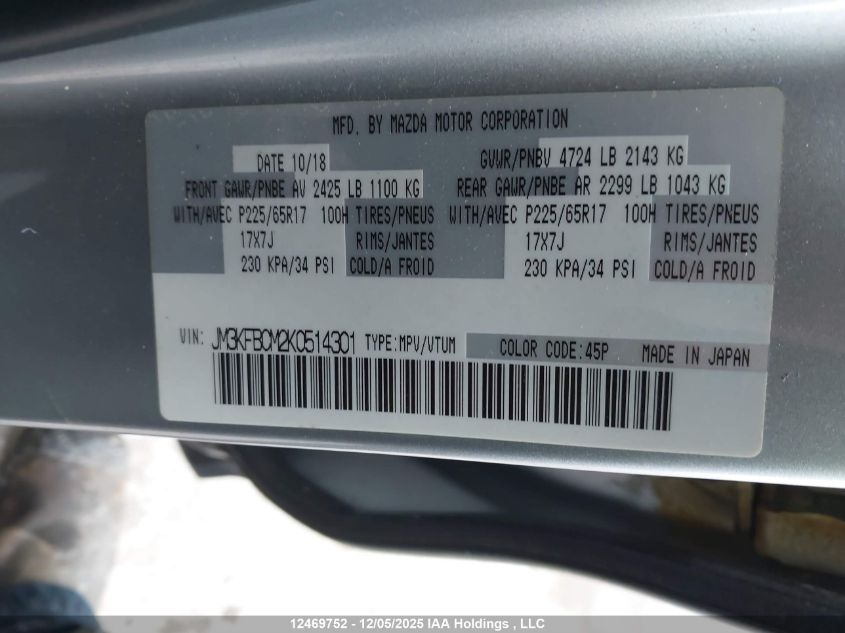 MFD. BY MAZDA MOTOR CORPORATION
DATE 10/18 GVWR/PNBV 4724 LB 2143 KG
FRONT GAWR/PNBE AV 2425 LB 1100 KG REAR GAWR/PNBE AR 2299 LB 1043 KG
WITH/AVEC P225/65R17 100H TIRES/PNEUS WITH/AVEC P225/65R17 100H TIRES/PNEUS
17X7J RIMS/JANTES 17X7J RIMS/JANTES
230 KPA/34 PSI COLD/A FROID 230 KPA/34 PSI COLD/A FROID
VIN: JM3KFBCM2K0514301 TYPE:MPV/VTUM COLOR CODE:45P MADE IN JAPAN
12469752 - 12/05/2025 IAA Holdings , LLC